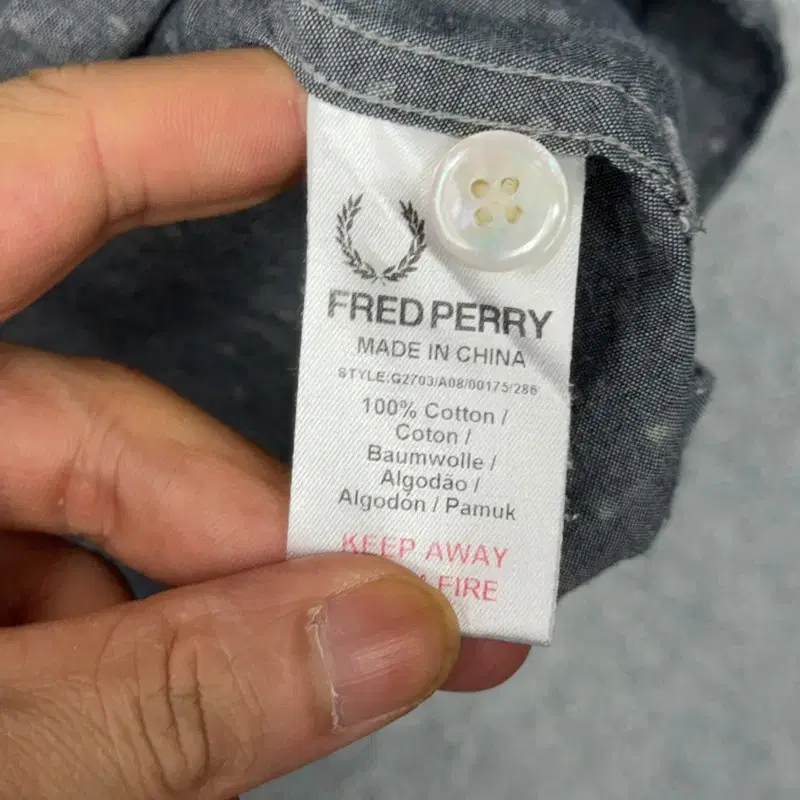 FRED PERRY
MADE IN CHINA
STYLE:G2703/A08/00175/286
100% Cotton /
Coton /
Baumwolle /
Algodão /
Algodón / Pamuk
KEEP AWAY
FIRE